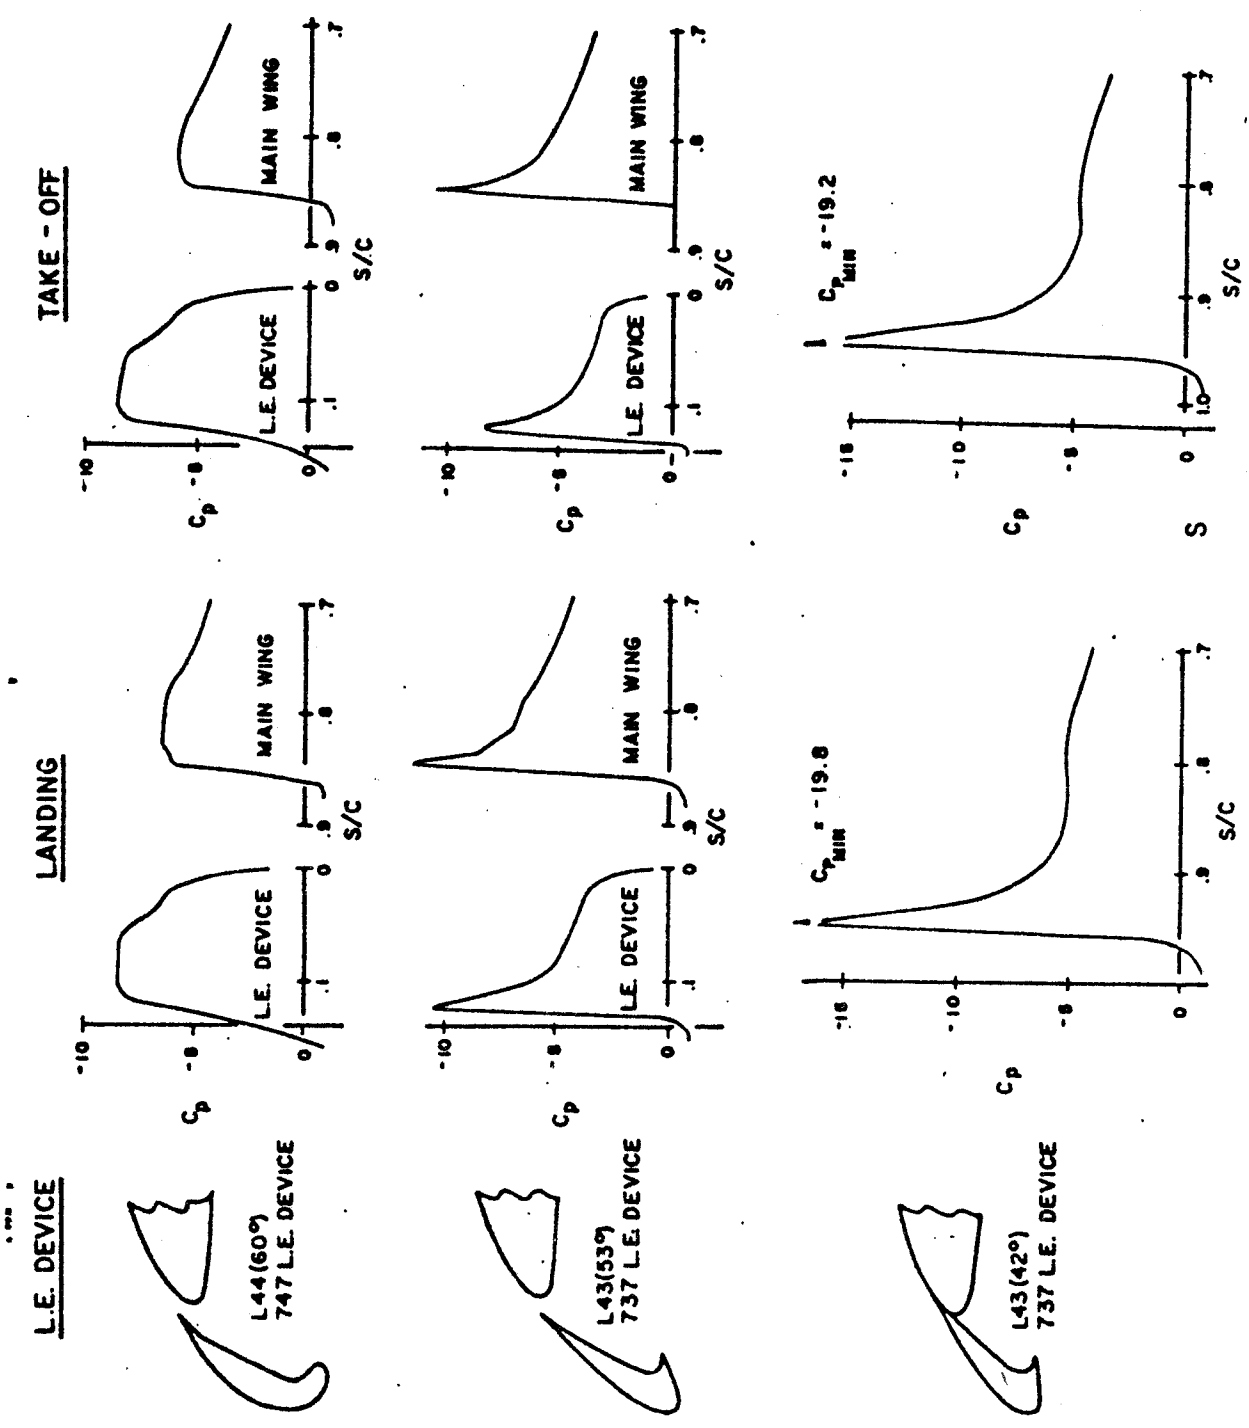 L.E. DEVICE
LANDING
TAKE-OFF
L44(60°)
747 L.E. DEVICE
Cp
-10
-5
0
L.E. DEVICE
.1
0
MAIN WING
.9
.8
.7
S/C
Cp
-10
-5
0
L.E. DEVICE
.1
0
MAIN WING
.9
.8
.7
S/C
L43(53°)
737 L.E. DEVICE
Cp
-10
-5
0
L.E. DEVICE
.1
0
MAIN WING
.9
.8
.7
S/C
Cp
-10
-5
0
L.E. DEVICE
.1
0
MAIN WING
.9
.8
.7
S/C
L43(42°)
737 L.E. DEVICE
Cp
-15
-10
-5
0
CpMIN = -19.8
.9
.8
.7
S/C
Cp
-15
-10
-5
0
CpMIN = -19.2
1.0
.9
.8
.7
S/C
S